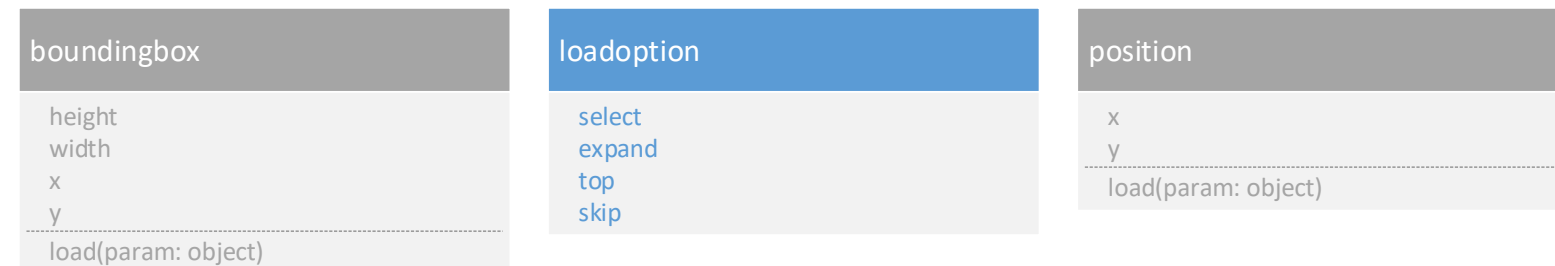 boundingbox
height
width
x
y
load(param: object)
loadoption
select
expand
top
skip
position
x
y
load(param: object)